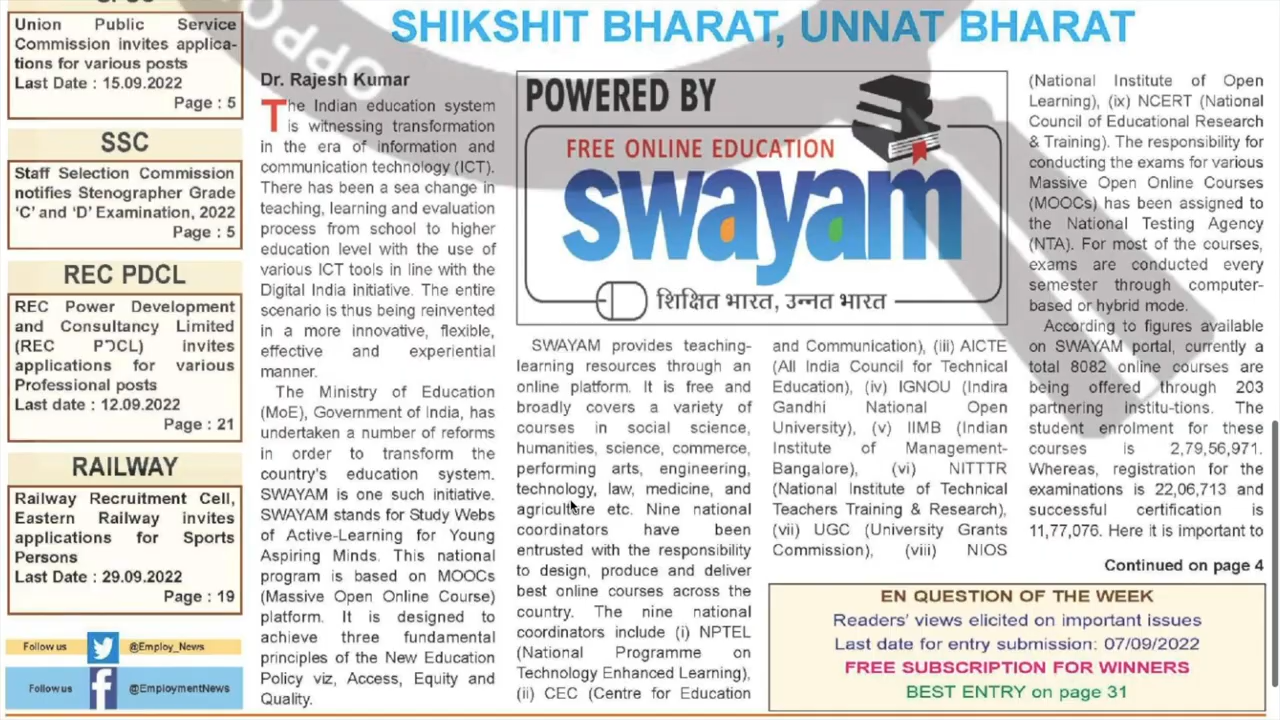 SHIKSHIT BHARAT, UNNAT BHARAT
Union Public Service
Commission invites applica-
tions for various posts
Last Date : 15.09.2022
Page : 5
SSC
Staff Selection Commission
notifies Stenographer Grade
‘C’ and ‘D’ Examination, 2022
Page : 5
REC PDCL
REC Power Development
and Consultancy Limited
(REC PDCL) invites
applications for various
Professional posts
Last date : 12.09.2022
Page : 21
RAILWAY
Railway Recruitment Cell,
Eastern Railway invites
applications for Sports
Persons
Last Date : 29.09.2022
Page : 19
Follow us @Employ_News
Follow us @EmploymentNews
Dr. Rajesh Kumar
The Indian education system
is witnessing transformation
in the era of information and
communication technology (ICT).
There has been a sea change in
teaching, learning and evaluation
process from school to higher
education level with the use of
various ICT tools in line with the
Digital India initiative. The entire
scenario is thus being reinvented
in a more innovative, flexible,
effective and experiential
manner.
The Ministry of Education
(MoE), Government of India, has
undertaken a number of reforms
in order to transform the
country's education system.
SWAYAM is one such initiative.
SWAYAM stands for Study Webs
of Active-Learning for Young
Aspiring Minds. This national
program is based on MOOCs
(Massive Open Online Course)
platform. It is designed to
achieve three fundamental
principles of the New Education
Policy viz, Access, Equity and
Quality.
POWERED BY
FREE ONLINE EDUCATION
swayam
शिक्षित भारत, उन्नत भारत
SWAYAM provides teaching-
learning resources through an
online platform. It is free and
broadly covers a variety of
courses in social science,
humanities, science, commerce,
performing arts, engineering,
technology, law, medicine, and
agriculture etc. Nine national
coordinators have been
entrusted with the responsibility
to design, produce and deliver
best online courses across the
country. The nine national
coordinators include (i) NPTEL
(National Programme on
Technology Enhanced Learning),
(ii) CEC (Centre for Education
and Communication), (iii) AICTE
(All India Council for Technical
Education), (iv) IGNOU (Indira
Gandhi National Open
University), (v) IIMB (Indian
Institute of Management-
Bangalore), (vi) NITTTR
(National Institute of Technical
Teachers Training & Research),
(vii) UGC (University Grants
Commission), (viii) NIOS
(National Institute of Open
Learning), (ix) NCERT (National
Council of Educational Research
& Training). The responsibility for
conducting the exams for various
Massive Open Online Courses
(MOOCs) has been assigned to
the National Testing Agency
(NTA). For most of the courses,
exams are conducted every
semester through computer-
based or hybrid mode.
According to figures available
on SWAYAM portal, currently a
total 8082 online courses are
being offered through 203
partnering Institu-tions. The
student enrolment for these
courses is 2,79,56,971.
Whereas, registration for the
examinations is 22,06,713 and
successful certification is
11,77,076. Here it is important to
Continued on page 4
EN QUESTION OF THE WEEK
Readers' views elicited on important issues
Last date for entry submission: 07/09/2022
FREE SUBSCRIPTION FOR WINNERS
BEST ENTRY on page 31